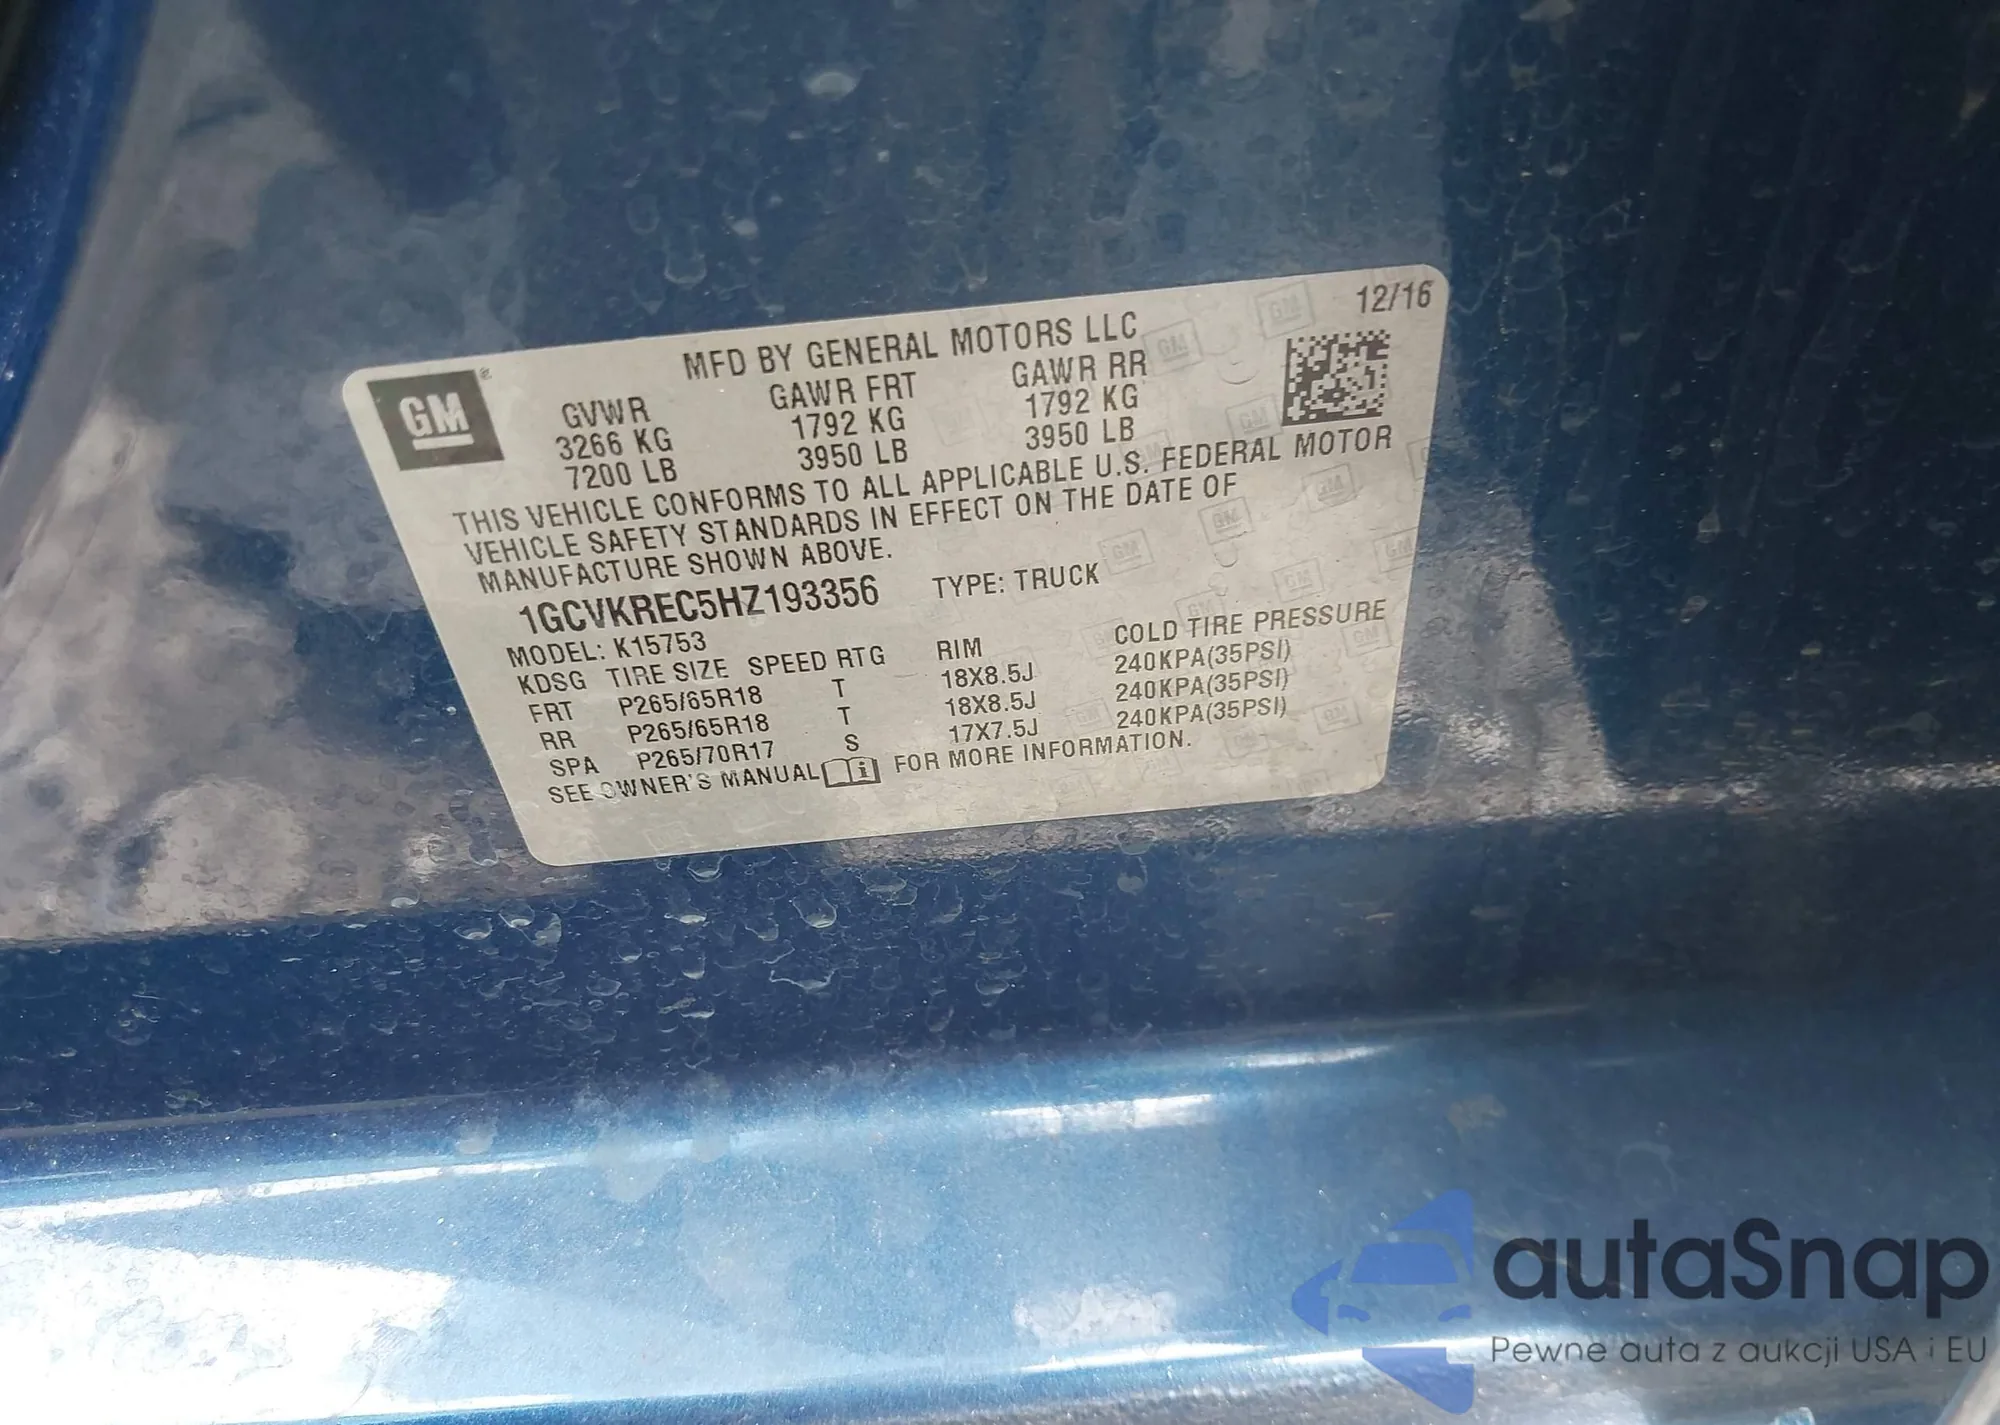 12/16
MFD BY GENERAL MOTORS LLC
GM®
GVWR GAWR FRT GAWR RR
3266 KG 1792 KG 1792 KG
7200 LB 3950 LB 3950 LB
THIS VEHICLE CONFORMS TO ALL APPLICABLE U.S. FEDERAL MOTOR
VEHICLE SAFETY STANDARDS IN EFFECT ON THE DATE OF
MANUFACTURE SHOWN ABOVE.
1GCVKREC5HZ193356 TYPE: TRUCK
MODEL: K15753
KDSG TIRE SIZE SPEED RTG RIM COLD TIRE PRESSURE
FRT P265/65R18 T 18X8.5J 240KPA(35PSI)
RR P265/65R18 T 18X8.5J 240KPA(35PSI)
SPA P265/70R17 S 17X7.5J 240KPA(35PSI)
SEE OWNER'S MANUAL i FOR MORE INFORMATION.
autaSnap
Pewne auta z aukcji USA i EU